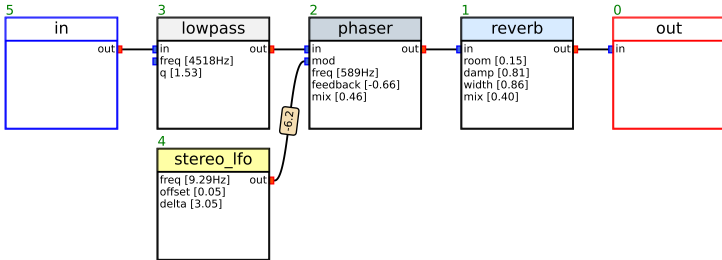 5
in
out
3
lowpass
in
out
freq [4518Hz]
q [1.53]
2
phaser
in
out
mod
freq [589Hz]
feedback [-0.66]
mix [0.46]
1
reverb
in
out
room [0.15]
damp [0.81]
width [0.86]
mix [0.40]
0
out
in
-6.2
4
stereo_lfo
freq [9.29Hz]
out
offset [0.05]
delta [3.05]